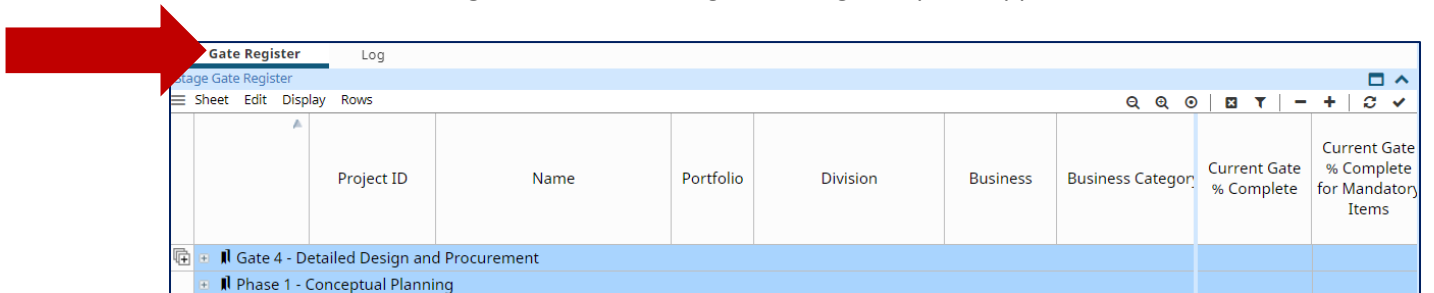 Gate Register Log
Stage Gate Register
Sheet Edit Display Rows
Project ID Name Portfolio Division Business Business Category Current Gate % Complete Current Gate % Complete for Mandatory Items
Gate 4 - Detailed Design and Procurement
Phase 1 - Conceptual Planning